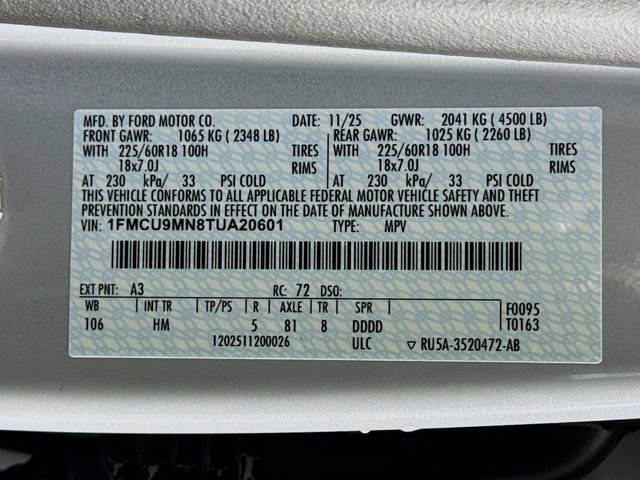 MFD. BY FORD MOTOR CO. DATE: 11/25 GVWR: 2041 KG ( 4500 LB)
FRONT GAWR: 1065 KG ( 2348 LB) REAR GAWR: 1025 KG ( 2260 LB)
WITH 225/60R18 100H TIRES WITH 225/60R18 100H TIRES
18x7.0J RIMS 18x7.0J RIMS
AT 230 kPa/ 33 PSI COLD AT 230 kPa/ 33 PSI COLD
THIS VEHICLE CONFORMS TO ALL APPLICABLE FEDERAL MOTOR VEHICLE SAFETY AND THEFT
PREVENTION STANDARDS IN EFFECT ON THE DATE OF MANUFACTURE SHOWN ABOVE.
VIN: 1FMCU9MN8TUA20601 TYPE: MPV
EXT PNT: A3 RC: 72 DSO:
WB INT TR TP/PS R AXLE TR SPR F0095
106 HM 5 81 8 DDDD T0163
1202511200026 ULC ▽ RU5A-3520472-AB